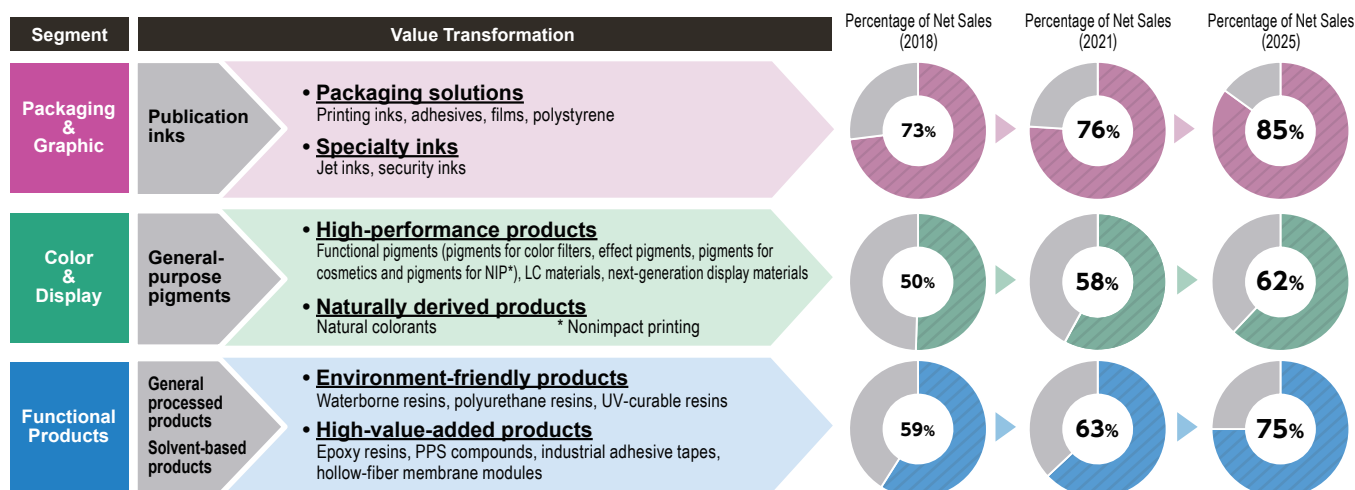 Segment
Value Transformation
Percentage of Net Sales
(2018)
Percentage of Net Sales
(2021)
Percentage of Net Sales
(2025)
Packaging
&
Graphic
Publication
inks
• Packaging solutions
Printing inks, adhesives, films, polystyrene
• Specialty inks
Jet inks, security inks
73%
76%
85%
Color
&
Display
General-
purpose
pigments
• High-performance products
Functional pigments (pigments for color filters, effect pigments, pigments for
cosmetics and pigments for NIP*), LC materials, next-generation display materials
• Naturally derived products
Natural colorants
* Nonimpact printing
50%
58%
62%
Functional
Products
General
processed
products
Solvent-based
products
• Environment-friendly products
Waterborne resins, polyurethane resins, UV-curable resins
• High-value-added products
Epoxy resins, PPS compounds, industrial adhesive tapes,
hollow-fiber membrane modules
59%
63%
75%